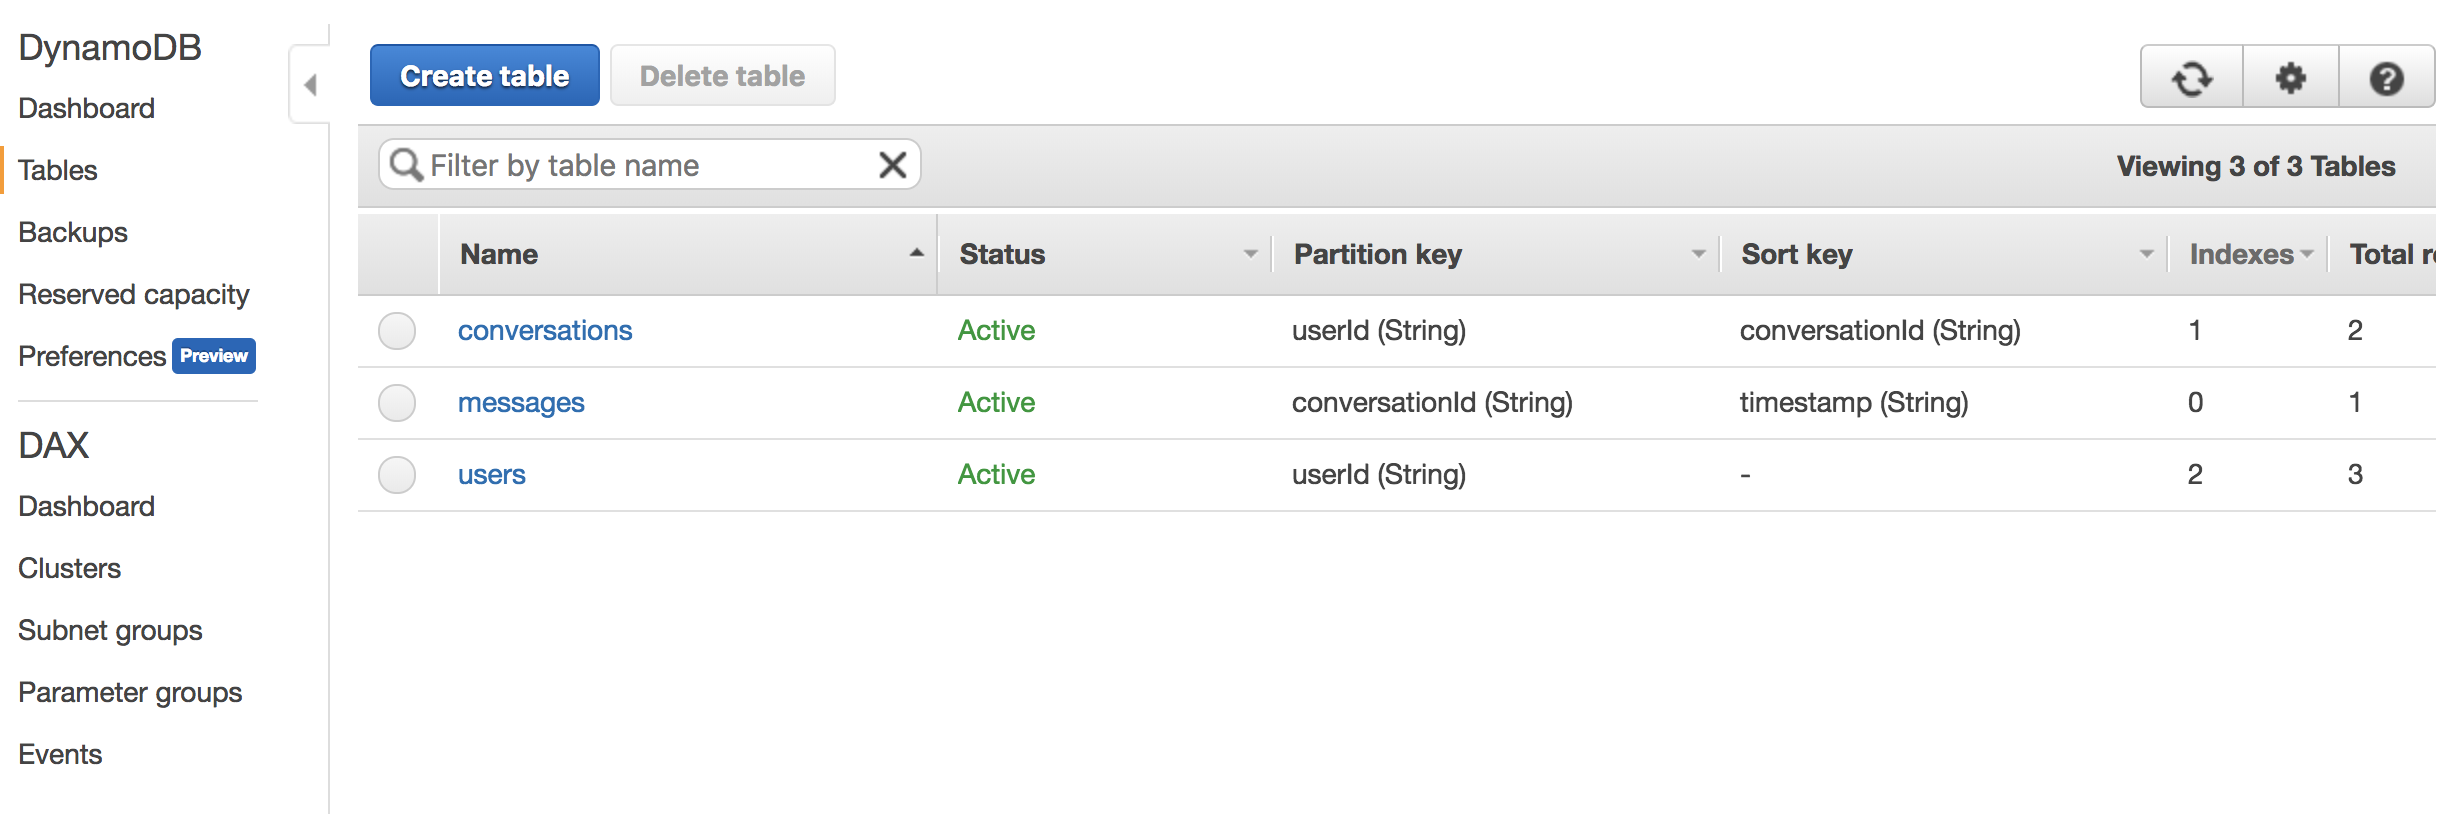 DynamoDB
Dashboard
Tables
Backups
Reserved capacity
Preferences Preview
DAX
Dashboard
Clusters
Subnet groups
Parameter groups
Events
Create table Delete table
Filter by table name
Viewing 3 of 3 Tables
Name Status Partition key Sort key Indexes Total
conversations Active userId (String) conversationId (String) 1 2
messages Active conversationId (String) timestamp (String) 0 1
users Active userId (String) - 2 3